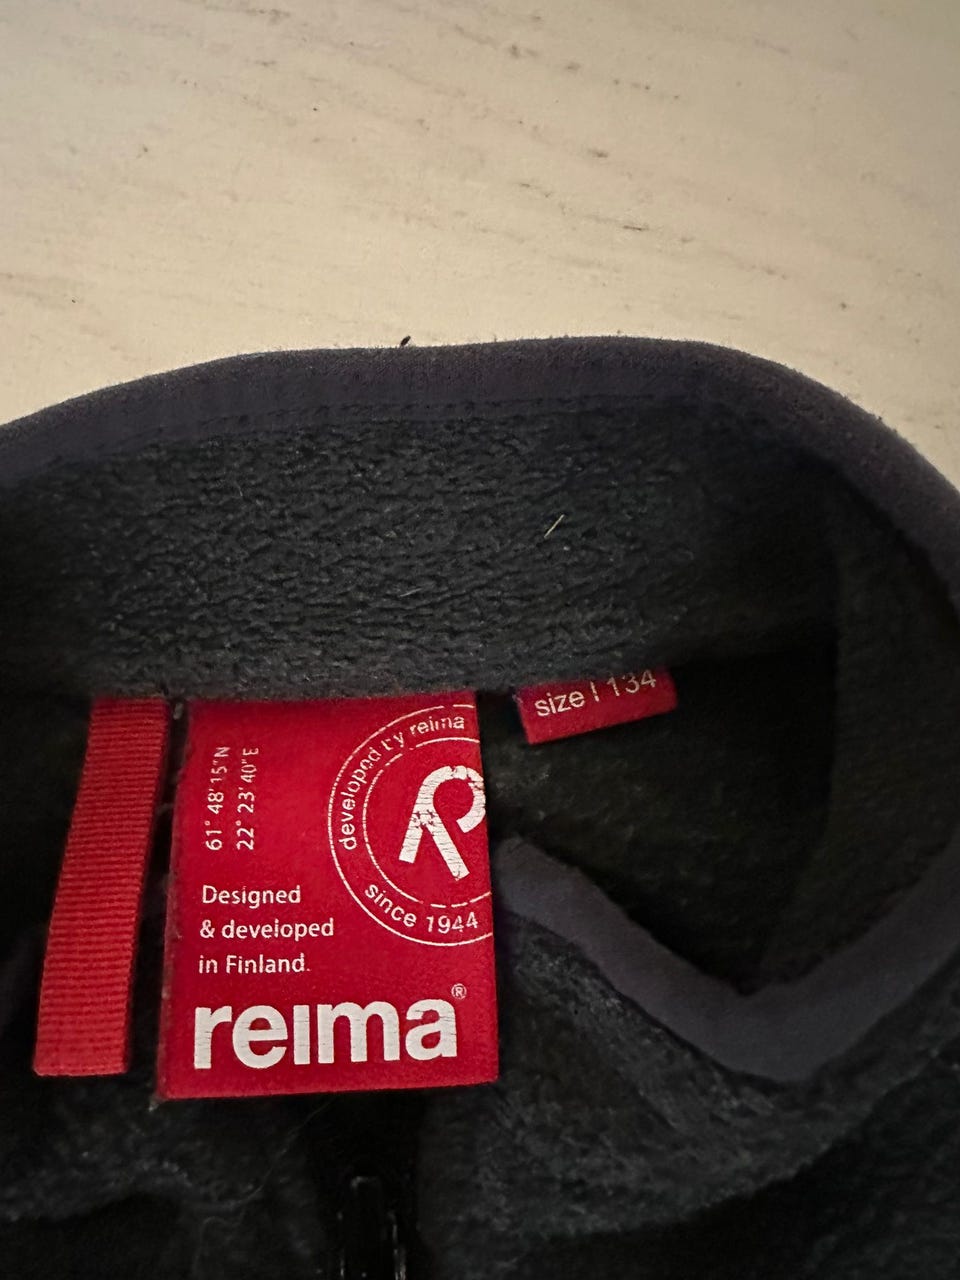 size | 134
61° 48' 15" N
22° 23' 40" E
developed by reima
since 1944
Designed
& developed
in Finland.
reima®